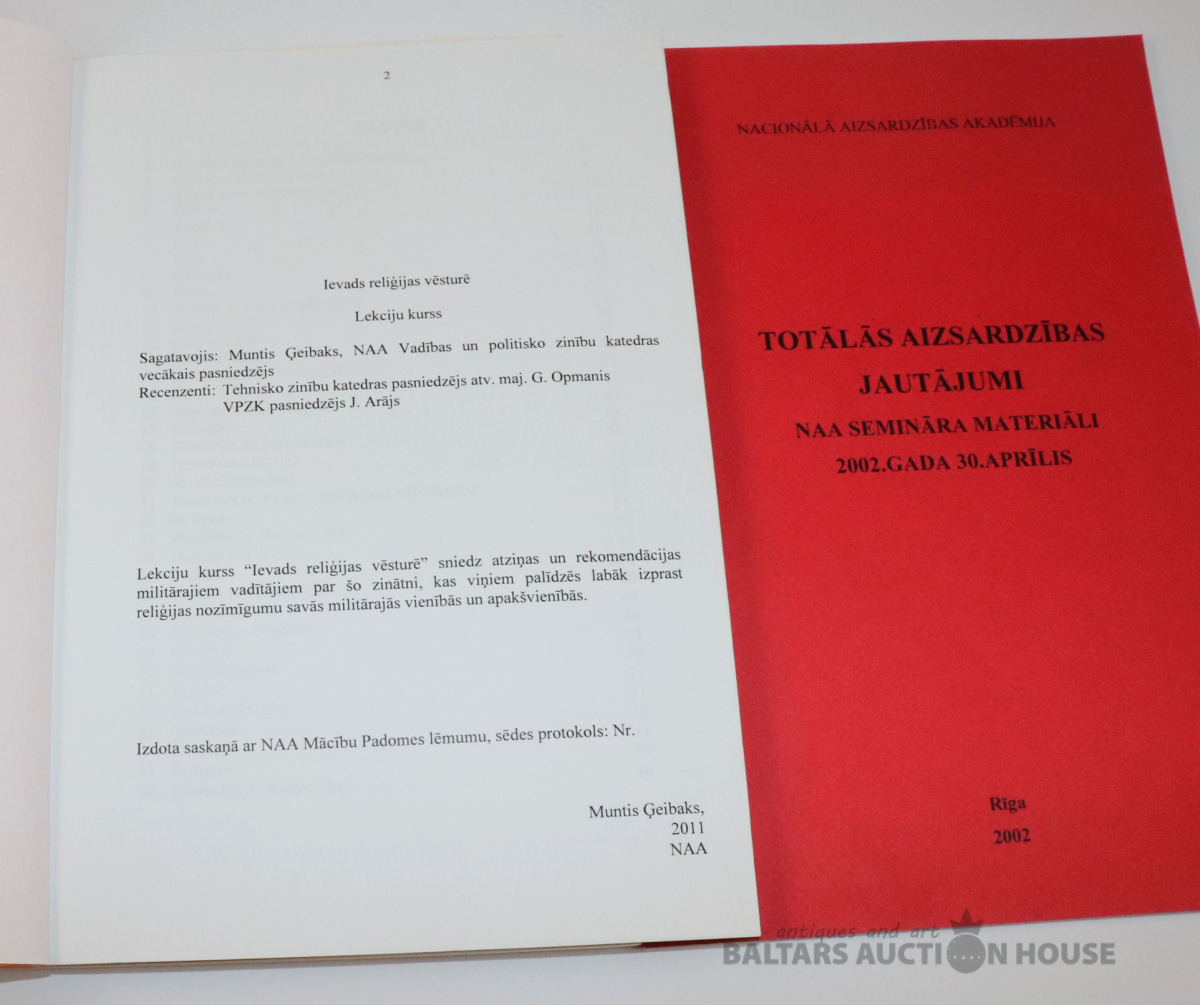 2
Ievads reliģijas vēsturē
Lekciju kurss
Sagatavojis: Muntis Ģeibaks, NAA Vadības un politisko zinību katedras
vecākais pasniedzējs
Recenzenti: Tehnisko zinību katedras pasniedzējs atv. maj. G. Opmanis
VPZK pasniedzējs J. Arājs
Lekciju kurss “Ievads reliģijas vēsturē” sniedz atziņas un rekomendācijas
militārajiem vadītājiem par šo zinātni, kas viņiem palīdzēs labāk izprast
reliģijas nozīmīgumu savās militārajās vienībās un apakšvienībās.
Izdota saskaņā ar NAA Mācību Padomes lēmumu, sēdes protokols: Nr.
Muntis Ģeibaks,
2011
NAA
NACIONĀLĀ AIZSARDZĪBAS AKADĒMIJA
TOTĀLĀS AIZSARDZĪBAS
JAUTĀJUMI
NAA SEMINĀRA MATERIĀLI
2002.GADA 30.APRĪLIS
Rīga
2002
antiques and art
BALTARS AUCTION HOUSE